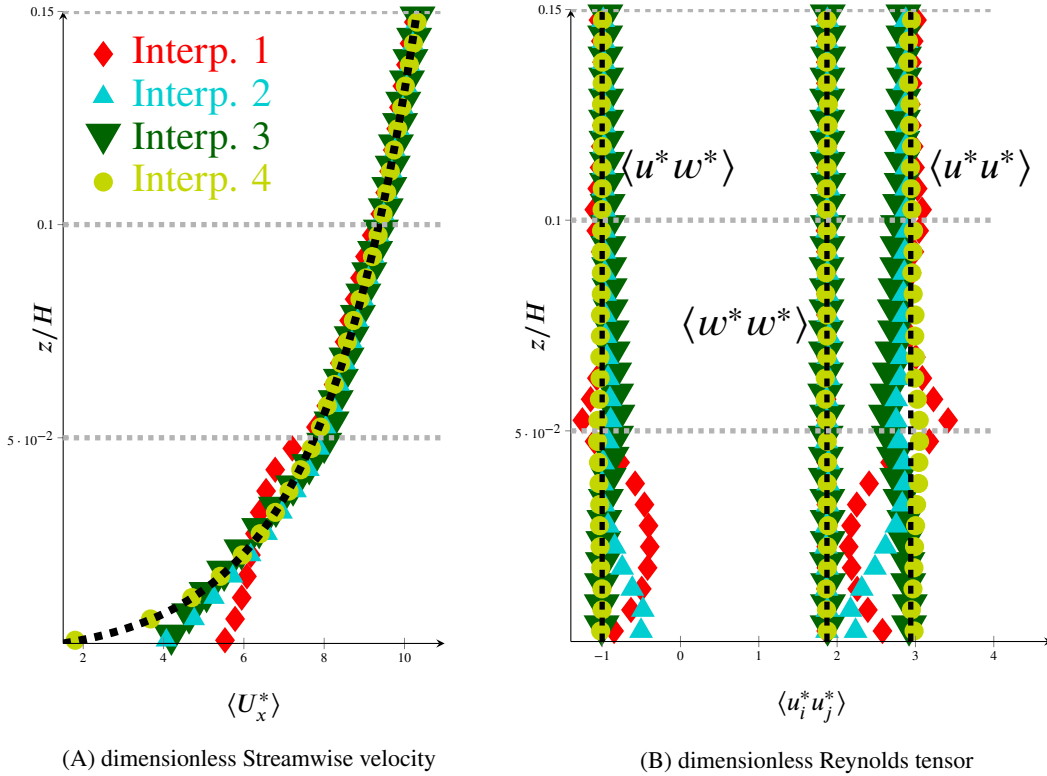 0.15
Interp. 1
Interp. 2
Interp. 3
Interp. 4
0.1
z/H
5 · 10⁻²
2 4 6 8 10
⟨U*ₓ⟩
(A) dimensionless Streamwise velocity
0.15
⟨u*w*⟩ ⟨u*u*⟩
0.1
z/H
⟨w*w*⟩
5 · 10⁻²
−1 0 1 2 3 4
⟨u*ᵢu*ⱼ⟩
(B) dimensionless Reynolds tensor